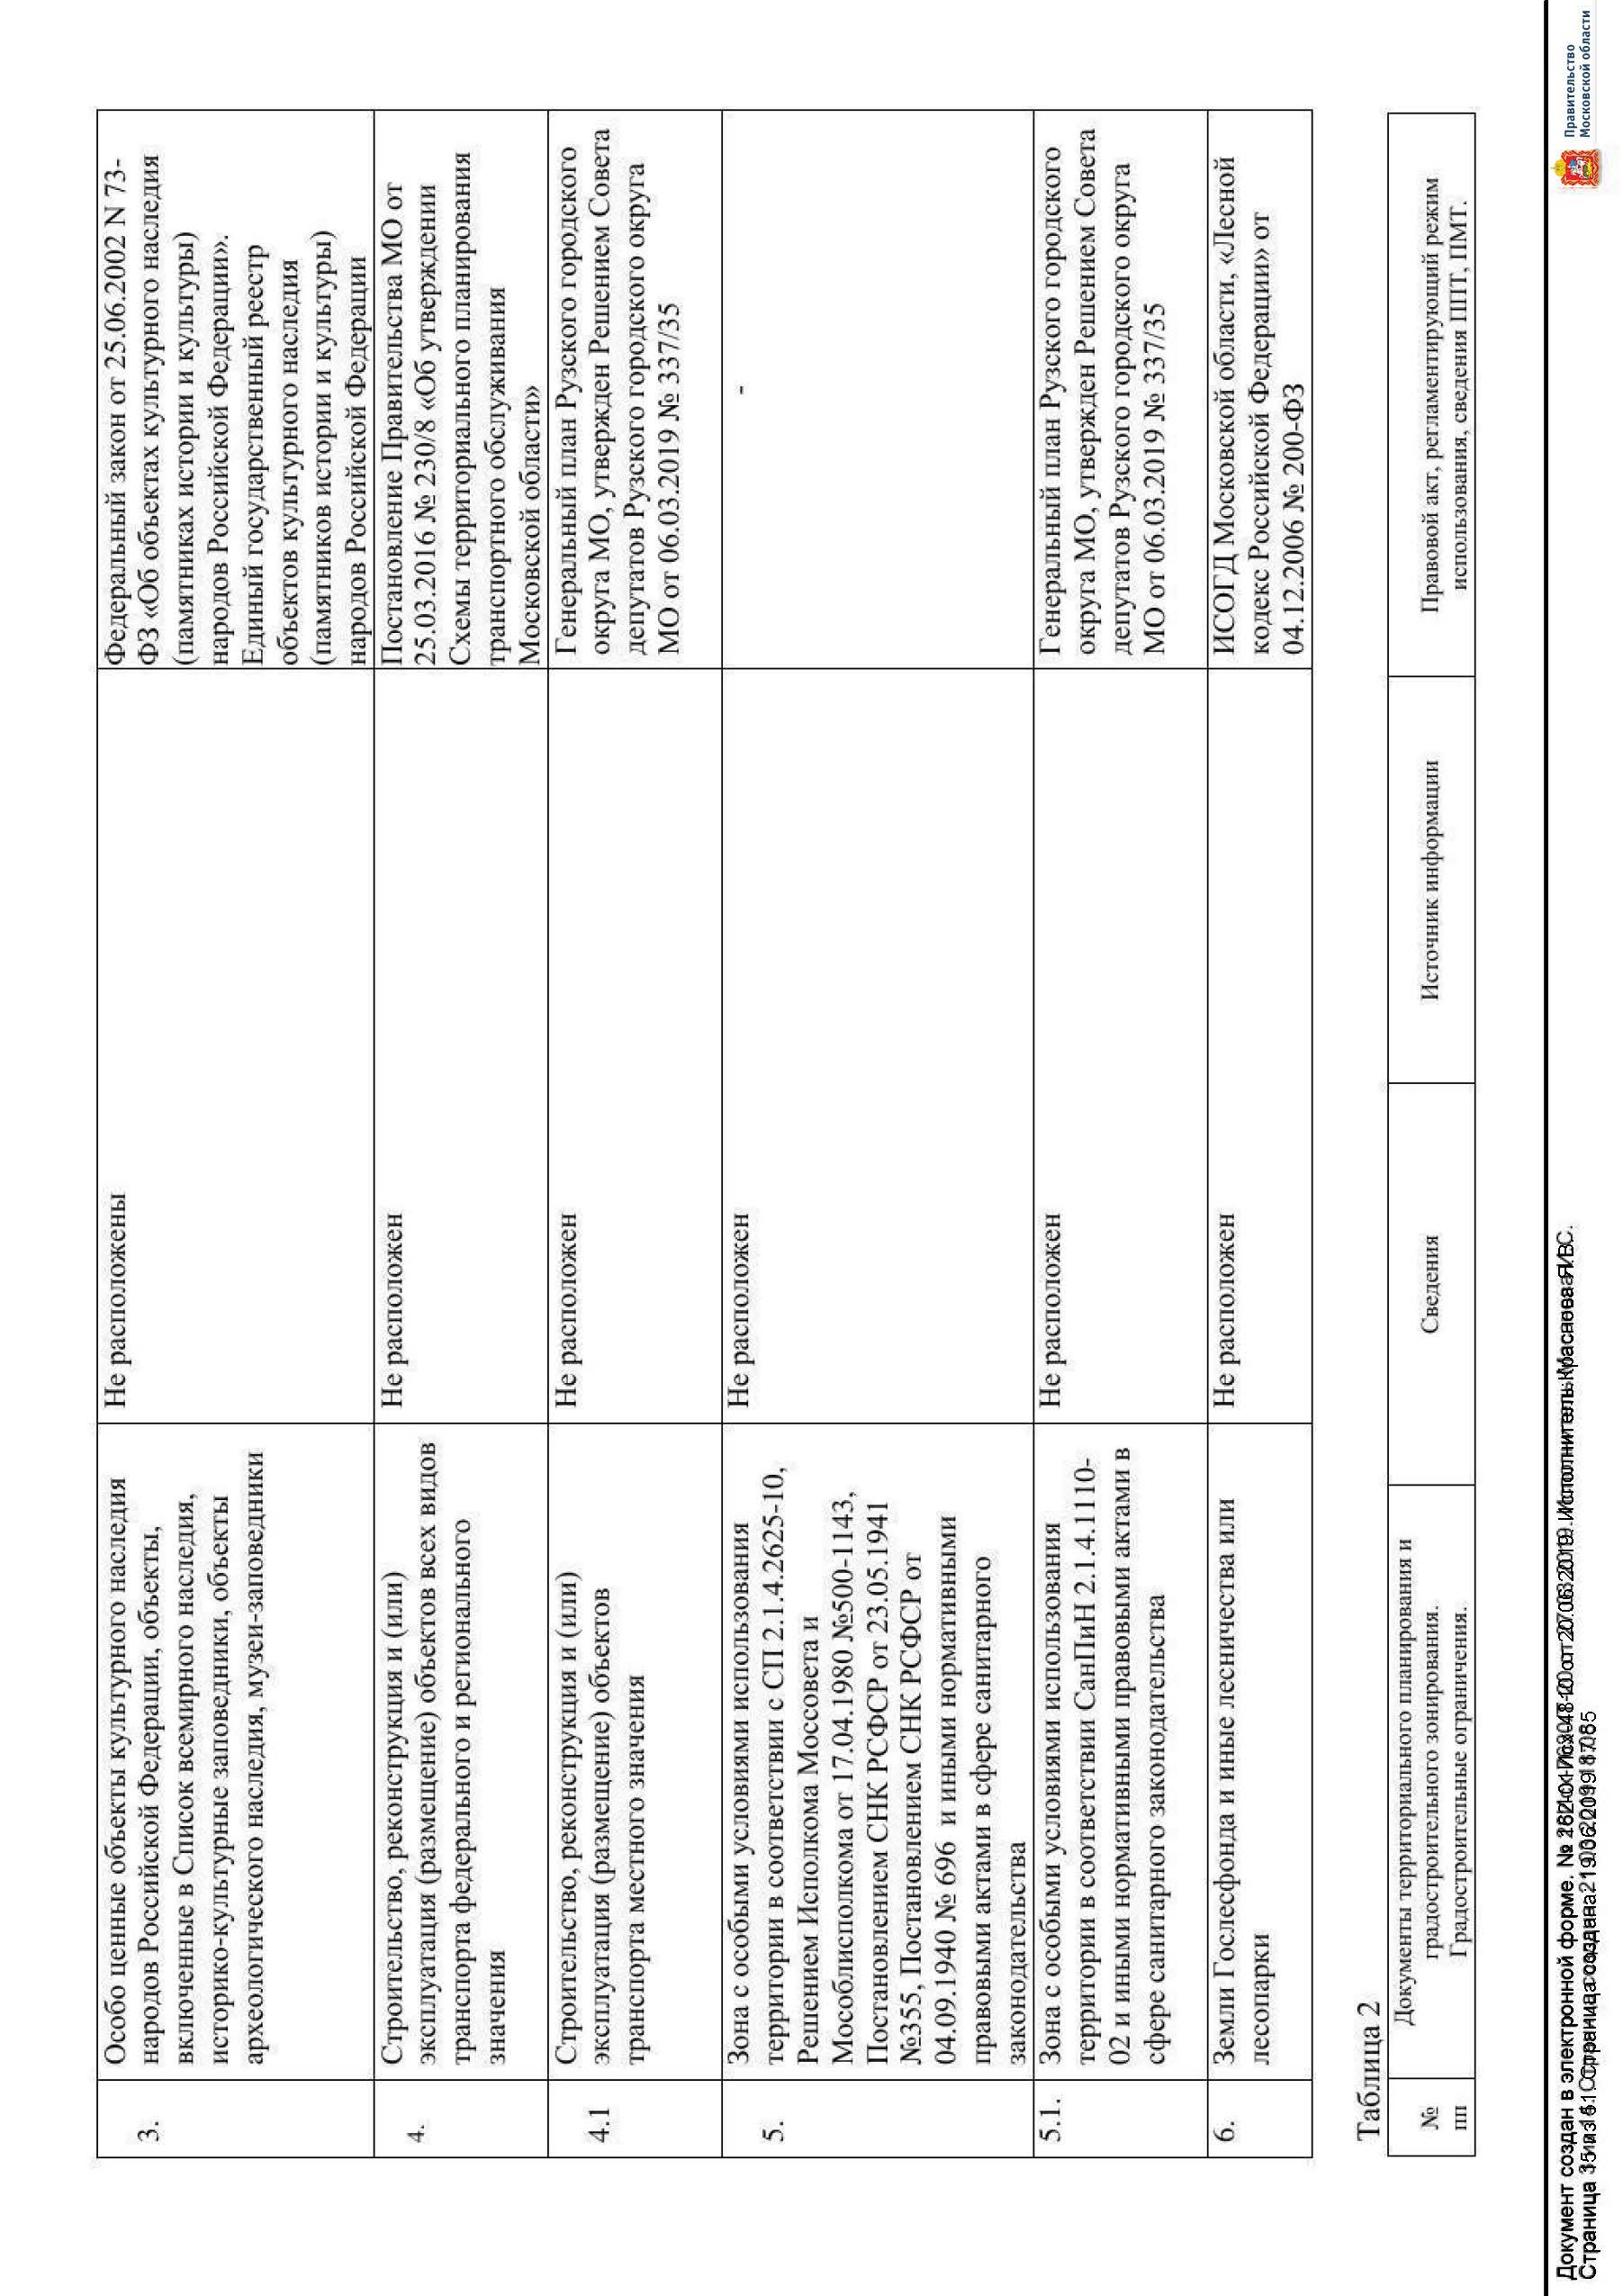 3.
Особо ценные объекты культурного наследия
народов Российской Федерации, объекты,
включенные в Список всемирного наследия,
историко-культурные заповедники, объекты
археологического наследия, музеи-заповедники
Не расположены
Федеральный закон от 25.06.2002 N 73-
ФЗ «Об объектах культурного наследия
(памятниках истории и культуры)
народов Российской Федерации».
Единый государственный реестр
объектов культурного наследия
(памятников истории и культуры)
народов Российской Федерации
4.
Строительство, реконструкция и (или)
эксплуатация (размещение) объектов всех видов
транспорта федерального и регионального
значения
Не расположен
Постановление Правительства МО от
25.03.2016 № 230/8 «Об утверждении
Схемы территориального планирования
транспортного обслуживания
Московской области»
4.1
Строительство, реконструкция и (или)
эксплуатация (размещение) объектов
транспорта местного значения
Не расположен
Генеральный план Рузского городского
округа МО, утвержден Решением Совета
депутатов Рузского городского округа
МО от 06.03.2019 № 337/35
5.
Зона с особыми условиями использования
территории в соответствии с СП 2.1.4.2625-10,
Решением Исполкома Моссовета и
Мособлисполкома от 17.04.1980 №500-1143,
Постановлением СНК РСФСР от 23.05.1941
№355, Постановлением СНК РСФСР от
04.09.1940 № 696 и иными нормативными
правовыми актами в сфере санитарного
законодательства
Не расположен
-
5.1.
Зона с особыми условиями использования
территории в соответствии СанПиН 2.1.4.1110-
02 и иными нормативными правовыми актами в
сфере санитарного законодательства
Не расположен
Генеральный план Рузского городского
округа МО, утвержден Решением Совета
депутатов Рузского городского округа
МО от 06.03.2019 № 337/35
6.
Земли Гослесфонда и иные лесничества или
лесопарки
Не расположен
ИСОГД Московской области, «Лесной
кодекс Российской Федерации» от
04.12.2006 № 200-ФЗ
Таблица 2
№
пп
Документы территориального планирования и
градостроительного зонирования.
Градостроительные ограничения.
Сведения
Источник информации
Правовой акт, регламентирующий режим
использования, сведения ППТ, ПМТ.
Документ создан в электронной форме. №
Страница
Правительство
Московской области